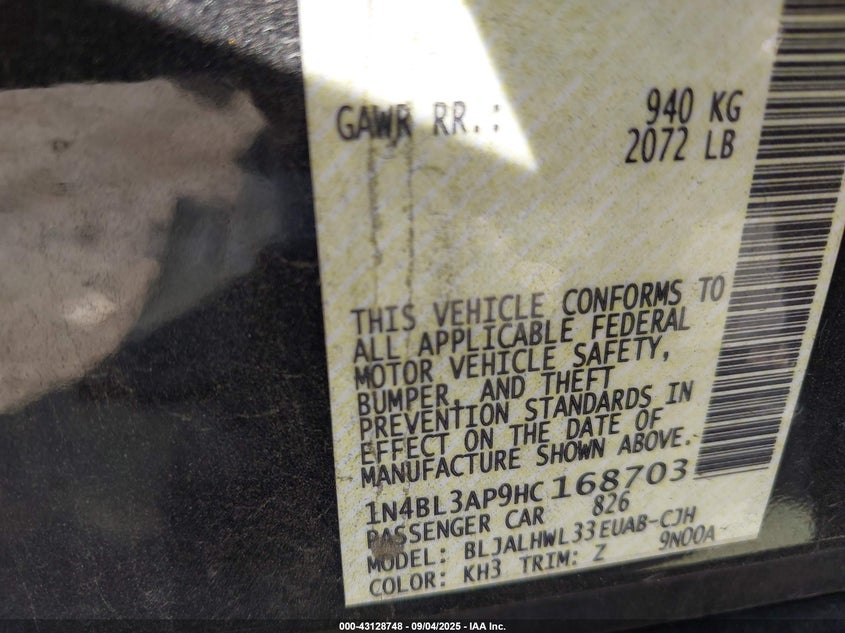 GAWR RR.: 940 KG
2072 LB
THIS VEHICLE CONFORMS TO
ALL APPLICABLE FEDERAL
MOTOR VEHICLE SAFETY,
BUMPER, AND THEFT
PREVENTION STANDARDS IN
EFFECT ON THE DATE OF
MANUFACTURE SHOWN ABOVE.
1N4BL3AP9HC168703
PASSENGER CAR 826
MODEL: BLJALHWL33EUAB-CJH
COLOR: KH3 TRIM: Z 9N00A
000-43128748 - 09/04/2025 - IAA Inc.